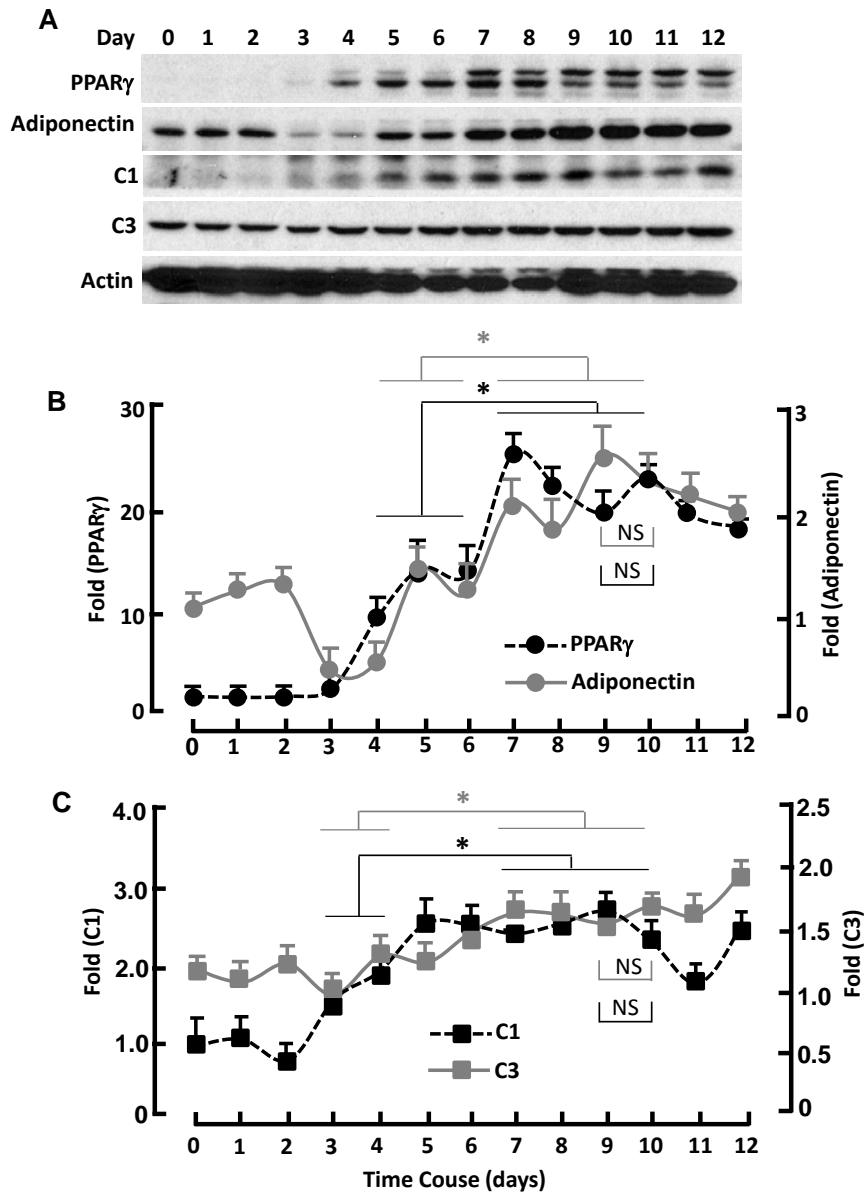 A
Day 0 1 2 3 4 5 6 7 8 9 10 11 12
PPARγ
Adiponectin
C1
C3
Actin
*
B
*
30
3
20
2
NS
NS
10
1
Fold (PPARγ)
Fold (Adiponectin)
PPARγ
Adiponectin
0
0
0 1 2 3 4 5 6 7 8 9 10 11 12
C
*
4.0
2.5
*
3.0
2.0
1.5
Fold (C1)
Fold (C3)
2.0
NS
1.0
NS
C1
1.0
C3
0.5
0
0
0 1 2 3 4 5 6 7 8 9 10 11 12
Time Couse (days)